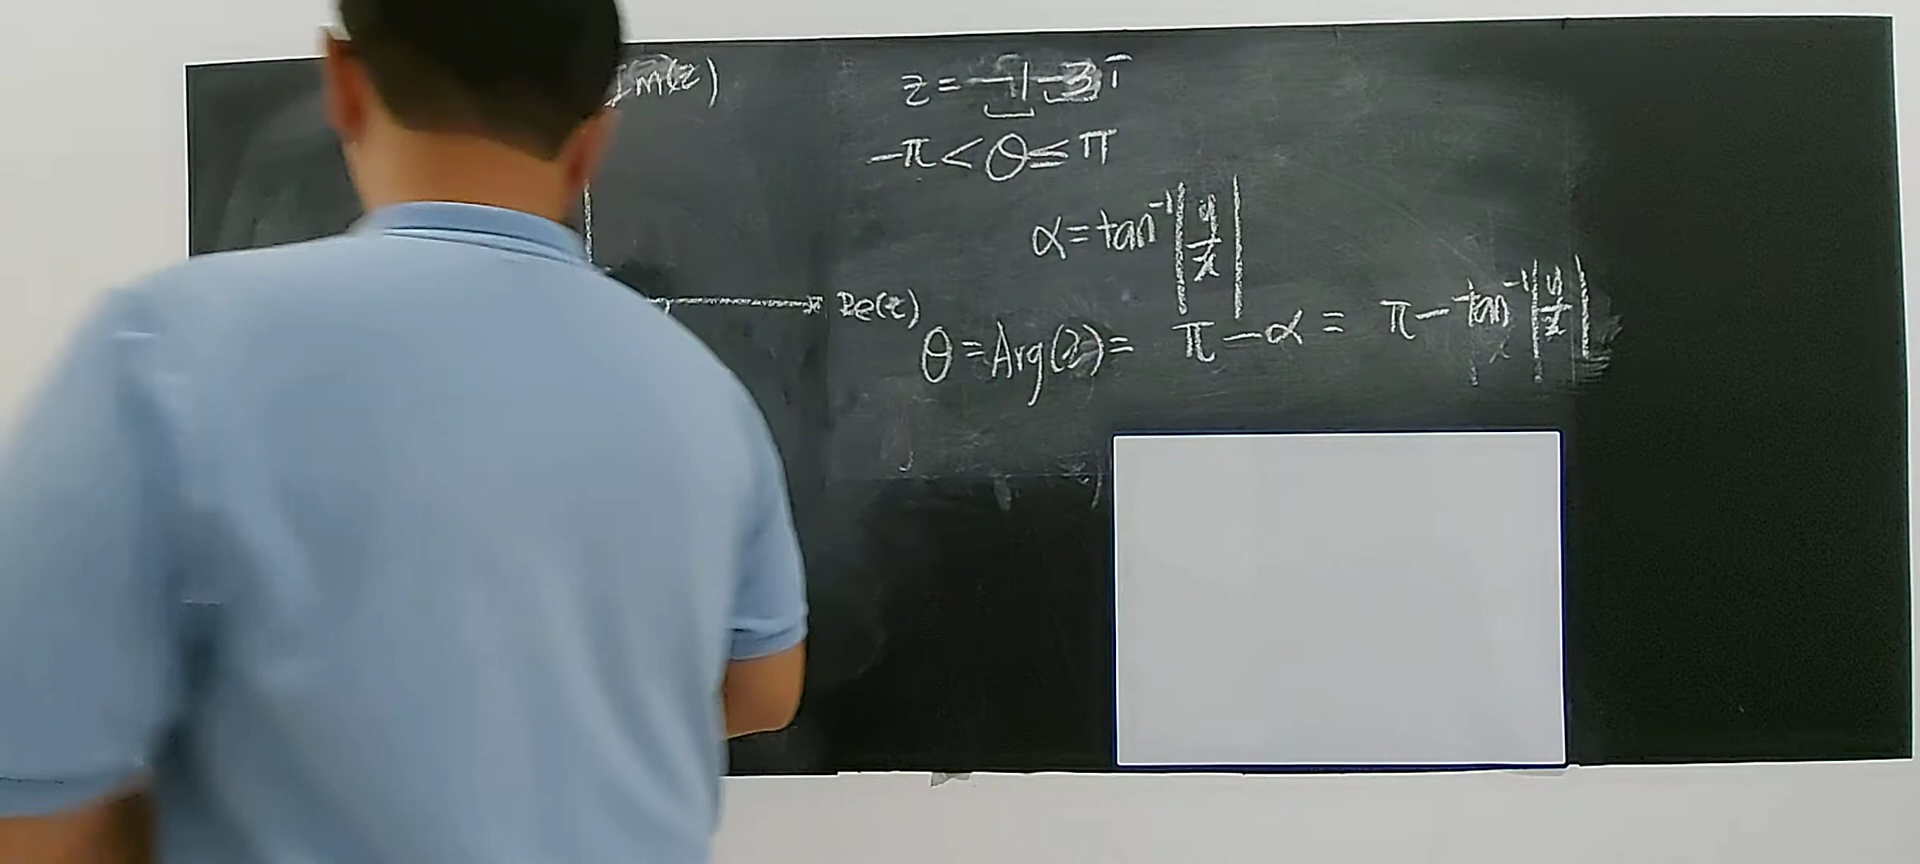 Im(z)
z = -1 -3i
-π < θ ≤ π
α = tan⁻¹ |y/x|
Re(z)
θ = Arg(z) = π - α = π - tan⁻¹ |y/x|